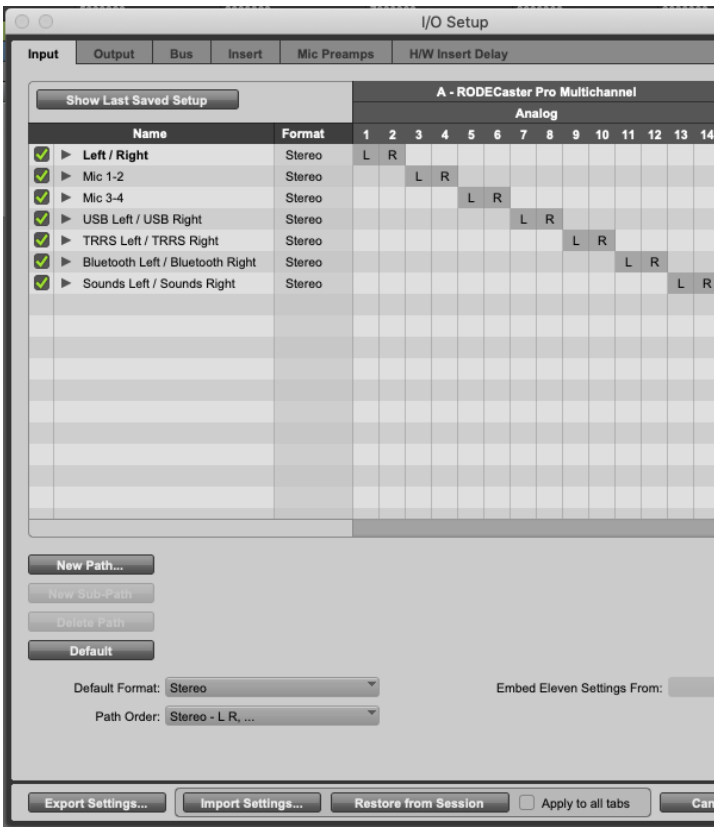 I/O Setup
Input Output Bus Insert Mic Preamps H/W Insert Delay
Show Last Saved Setup
A - RODECaster Pro Multichannel
Analog
Name Format 1 2 3 4 5 6 7 8 9 10 11 12 13 14
Left / Right Stereo L R
Mic 1-2 Stereo L R
Mic 3-4 Stereo L R
USB Left / USB Right Stereo L R
TRRS Left / TRRS Right Stereo L R
Bluetooth Left / Bluetooth Right Stereo L R
Sounds Left / Sounds Right Stereo L R
New Path...
New Sub-Path
Delete Path
Default
Default Format: Stereo Embed Eleven Settings From:
Path Order: Stereo - L R, ...
Export Settings... Import Settings... Restore from Session Apply to all tabs Can